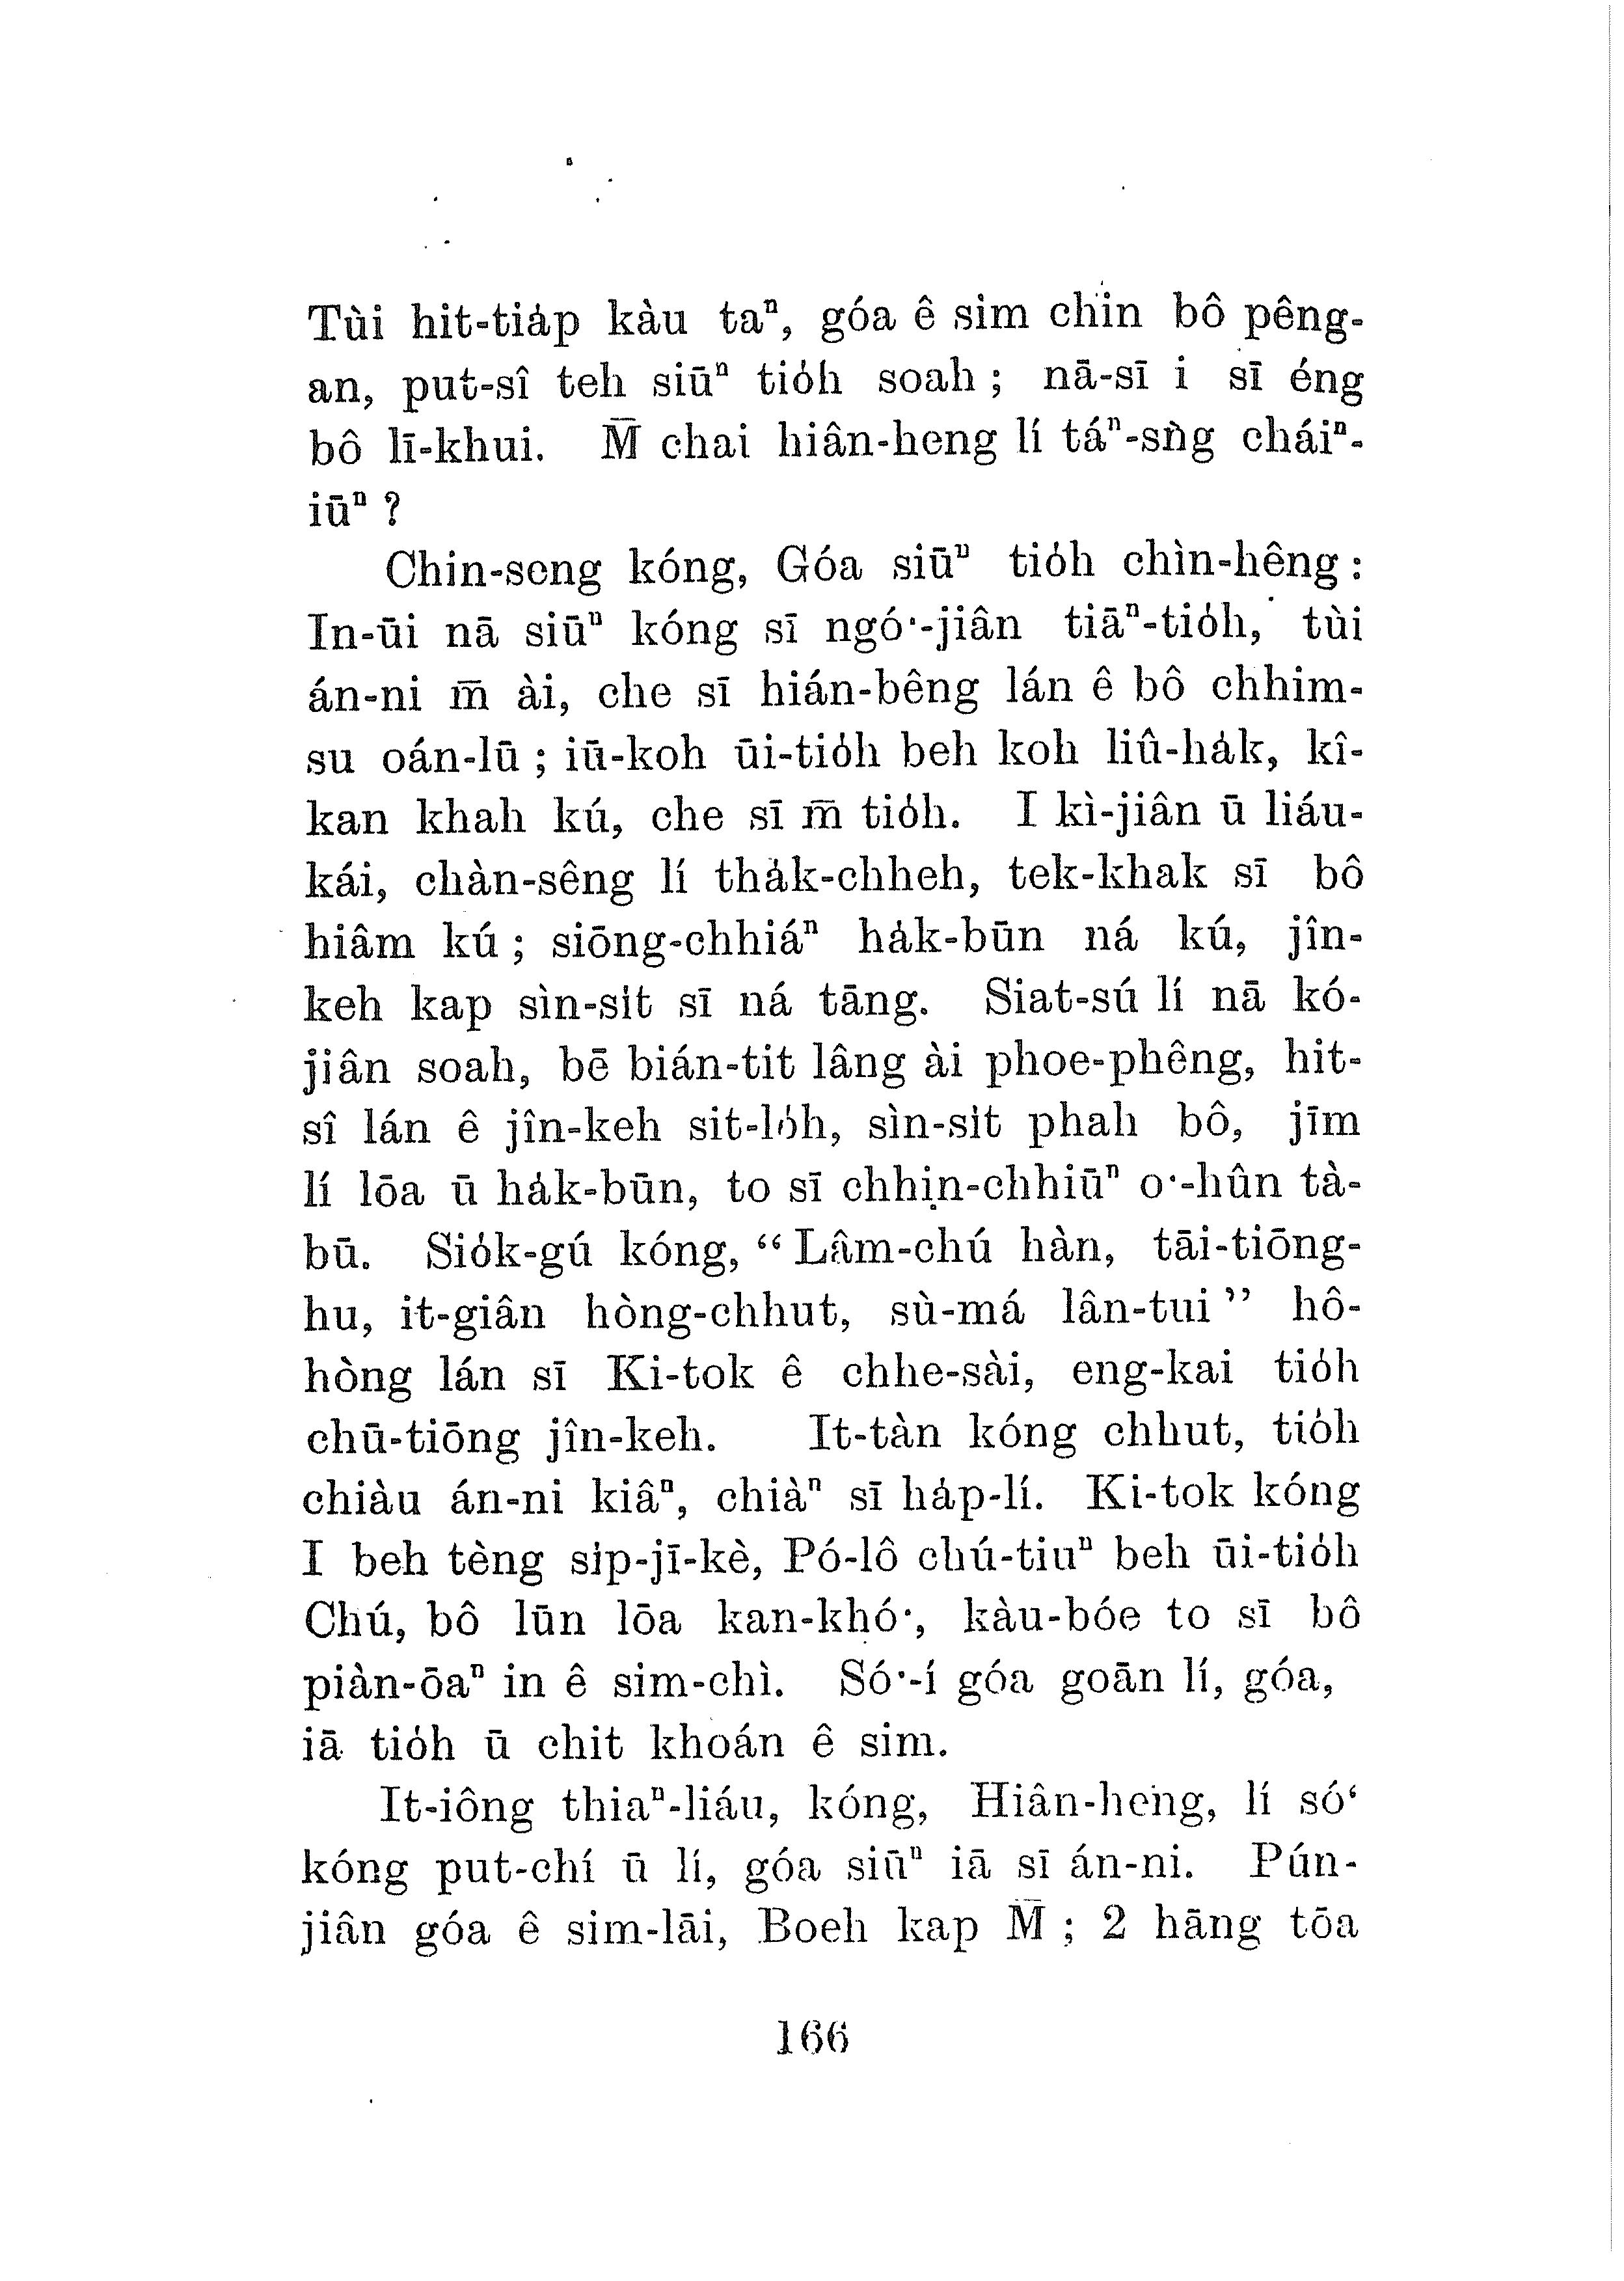 Tùi hit-tia̍p kàu taⁿ, góa ê sim chin bô pêng-
an, put-sî teh siūⁿ tio̍h soah ; nā-sī i sī éng
bô lī-khui. M̄ chai hiân-heng lí táⁿ-sǹg cháiⁿ-
iūⁿ ?
Chin-seng kóng, Góa siūⁿ tio̍h chìn-hêng :
In-ūi nā siūⁿ kóng sī ngó͘-jiân tiāⁿ-tio̍h, tùi
án-ni m̄ ài, che sī hián-bêng lán ê bô chhim-
su oán-lū ; iū-koh ūi-tio̍h beh koh liû-ha̍k, kî-
kan khah kú, che sī m̄ tio̍h. I kì-jiân ū liáu-
kái, chàn-sêng lí tha̍k-chheh, tek-khak sī bô
hiâm kú ; siōng-chhiáⁿ ha̍k-būn ná kú, jîn-
keh kap sìn-si̍t sī ná tāng. Siat-sú lí nā kó-
jiân soah, bē bián-tit lâng ài phoe-phêng, hit-
sî lán ê jîn-keh sit-lo̍h, sìn-si̍t phah bô, jīm
lí lōa ū ha̍k-būn, to sī chhin-chhiūⁿ o͘-hûn tà-
bū. Sio̍k-gú kóng, “ Lâm-chú hàn, tāi-tiōng-
hu, it-giân hòng-chhut, sù-má lân-tui ” hô-
hòng lán sī Ki-tok ê chhe-sài, eng-kai tio̍h
chū-tiōng jîn-keh. It-tàn kóng chhut, tio̍h
chiàu án-ni kiâⁿ, chiàⁿ sī ha̍p-lí. Ki-tok kóng
I beh tèng si̍p-jī-kè, Pó-lô chú-tiuⁿ beh ūi-tio̍h
Chú, bô lūn lōa kan-khó͘, kàu-bóe to sī bô
piàn-ōaⁿ in ê sim-chì. Só͘-í góa goān lí, góa,
iā tio̍h ū chit khoán ê sim.
It-iông thiaⁿ-liáu, kóng, Hiân-heng, lí só‘
kóng put-chí ū lí, góa siūⁿ iā sī án-ni. Pún-
jiân góa ê sim-lāi, Boeh kap M̄ ; 2 hāng tōa
166